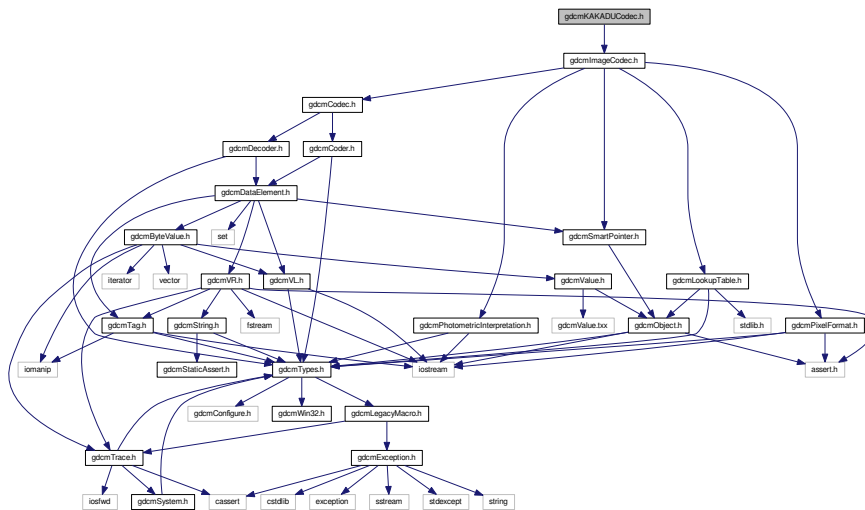 gdcmKAKADUCodec.h
gdcmImageCodec.h
gdcmCodec.h
gdcmDecoder.h
gdcmCoder.h
gdcmDataElement.h
gdcmByteValue.h
set
gdcmSmartPointer.h
iterator
vector
gdcmVR.h
gdcmVL.h
gdcmValue.h
gdcmLookupTable.h
gdcmTag.h
gdcmString.h
fstream
gdcmPhotometricInterpretation.h
gdcmValue.txx
gdcmObject.h
stdlib.h
gdcmPixelFormat.h
iomanip
gdcmStaticAssert.h
gdcmTypes.h
iostream
assert.h
gdcmConfigure.h
gdcmWin32.h
gdcmLegacyMacro.h
gdcmTrace.h
gdcmException.h
iosfwd
gdcmSystem.h
cassert
cstdlib
exception
sstream
stdexcept
string